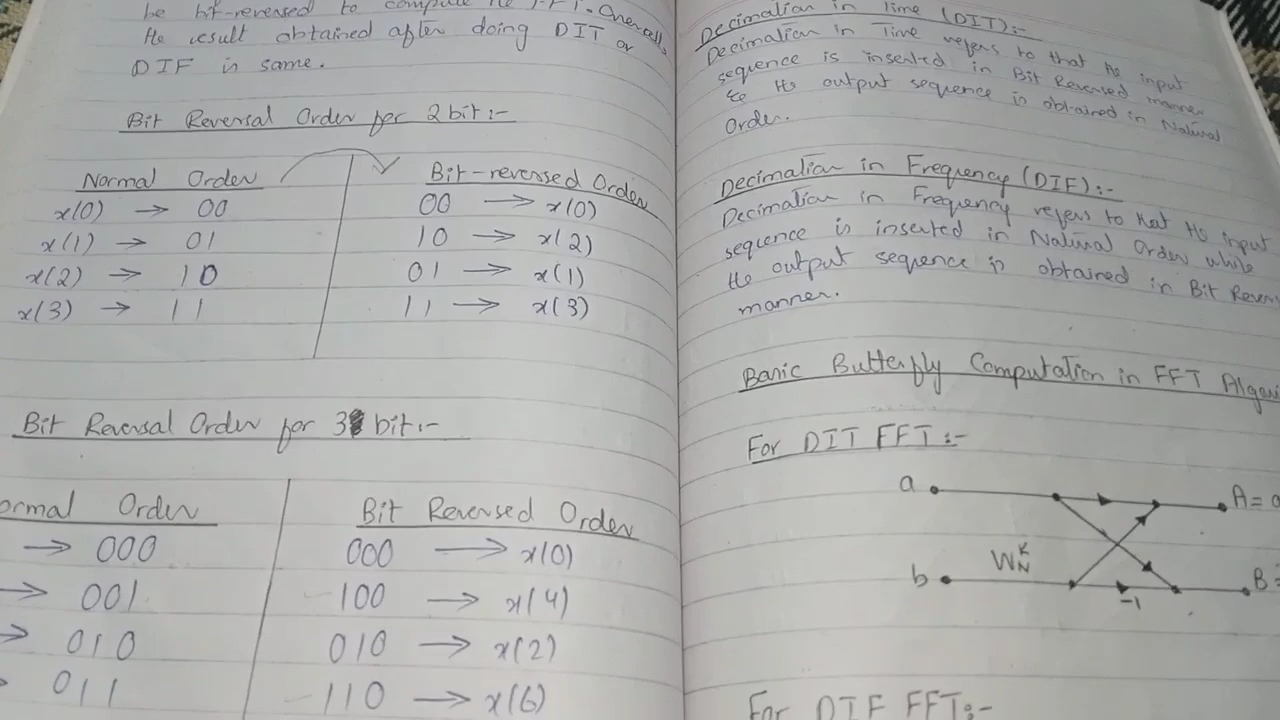 be bit-reversed to compute the FFT. Overall,
the result obtained after doing DIT or
DIF is same.
Bit Reversal Order for 2 bit:-
Normal Order
Bit-reversed Order
x(0) → 00
00 → x(0)
x(1) → 01
10 → x(2)
x(2) → 10
01 → x(1)
x(3) → 11
11 → x(3)
Bit Reversal Order for 3 bit:-
ormal Order
Bit Reversed Order
→ 000
000 → x(0)
→ 001
100 → x(4)
→ 010
010 → x(2)
011
110 → x(6)
Decimation in Time (DIT):-
Decimation in Time refers to that the input
sequence is inserted in Bit Reversed manner
& the output sequence is obtained in Natural
Order.
Decimation in Frequency (DIF):-
Decimation in Frequency refers to that the input
sequence is inserted in Natural Order while
the output sequence is obtained in Bit Revers
manner.
Basic Butterfly Computation in FFT Algori
For DIT FFT:-
a
A = a
b
W_N^K
-1
B =
For DIF FFT:-